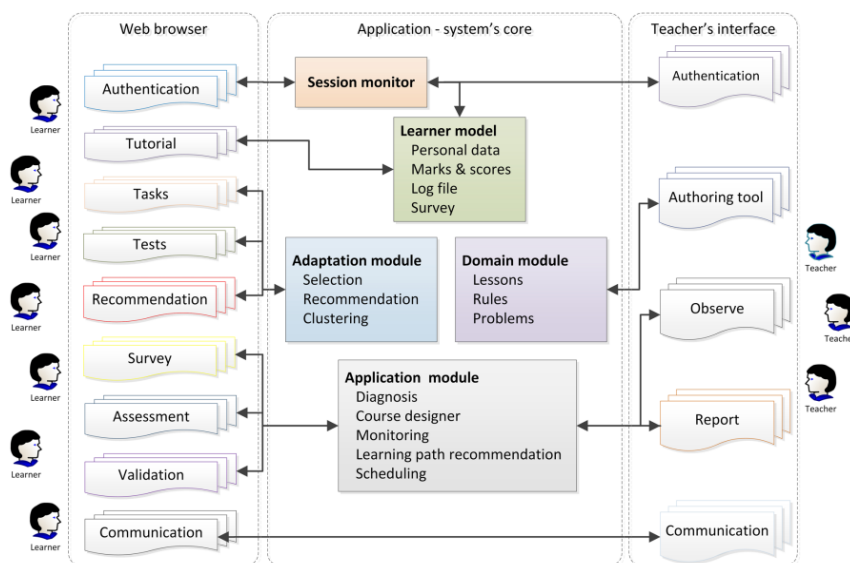 Web browser
Application - system's core
Teacher's interface
Authentication
Session monitor
Authentication
Learner
Tutorial
Learner model
Personal data
Marks & scores
Log file
Survey
Learner
Tasks
Authoring tool
Tests
Learner
Adaptation module
Selection
Recommendation
Clustering
Domain module
Lessons
Rules
Problems
Teacher
Recommendation
Learner
Observe
Teacher
Survey
Learner
Application module
Diagnosis
Course designer
Monitoring
Learning path recommendation
Scheduling
Teacher
Assessment
Report
Learner
Validation
Communication
Learner
Communication